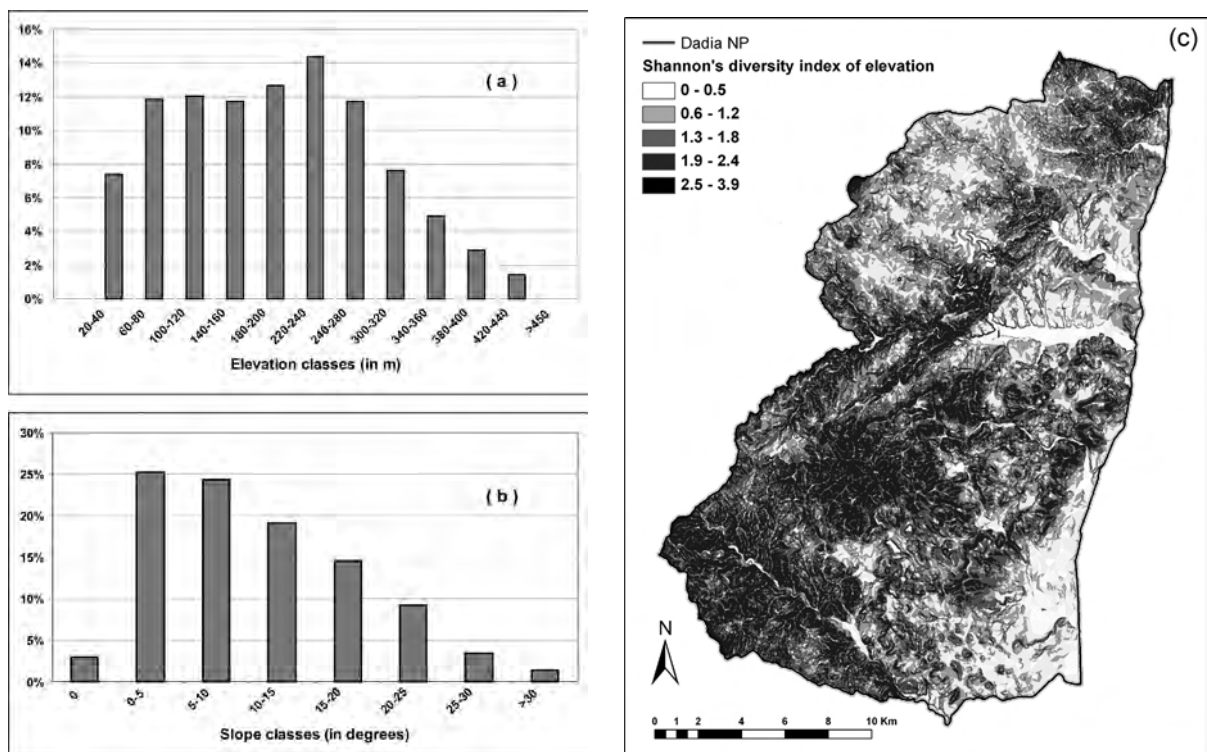 16%
14%
12%
10%
8%
6%
4%
2%
0%
( a )
20-40
60-80
100-120
140-160
180-200
220-240
246-280
300-320
340-360
380-400
420-440
>450
Elevation classes (in m)
30%
25%
20%
15%
10%
5%
0%
( b )
0
0-5
5-10
10-15
15-20
20-25
25-30
>30
Slope classes (in degrees)
(c)
Dadia NP
Shannon's diversity index of elevation
0 - 0.5
0.6 - 1.2
1.3 - 1.8
1.9 - 2.4
2.5 - 3.9
N
0 1 2 4 6 8 10 Km